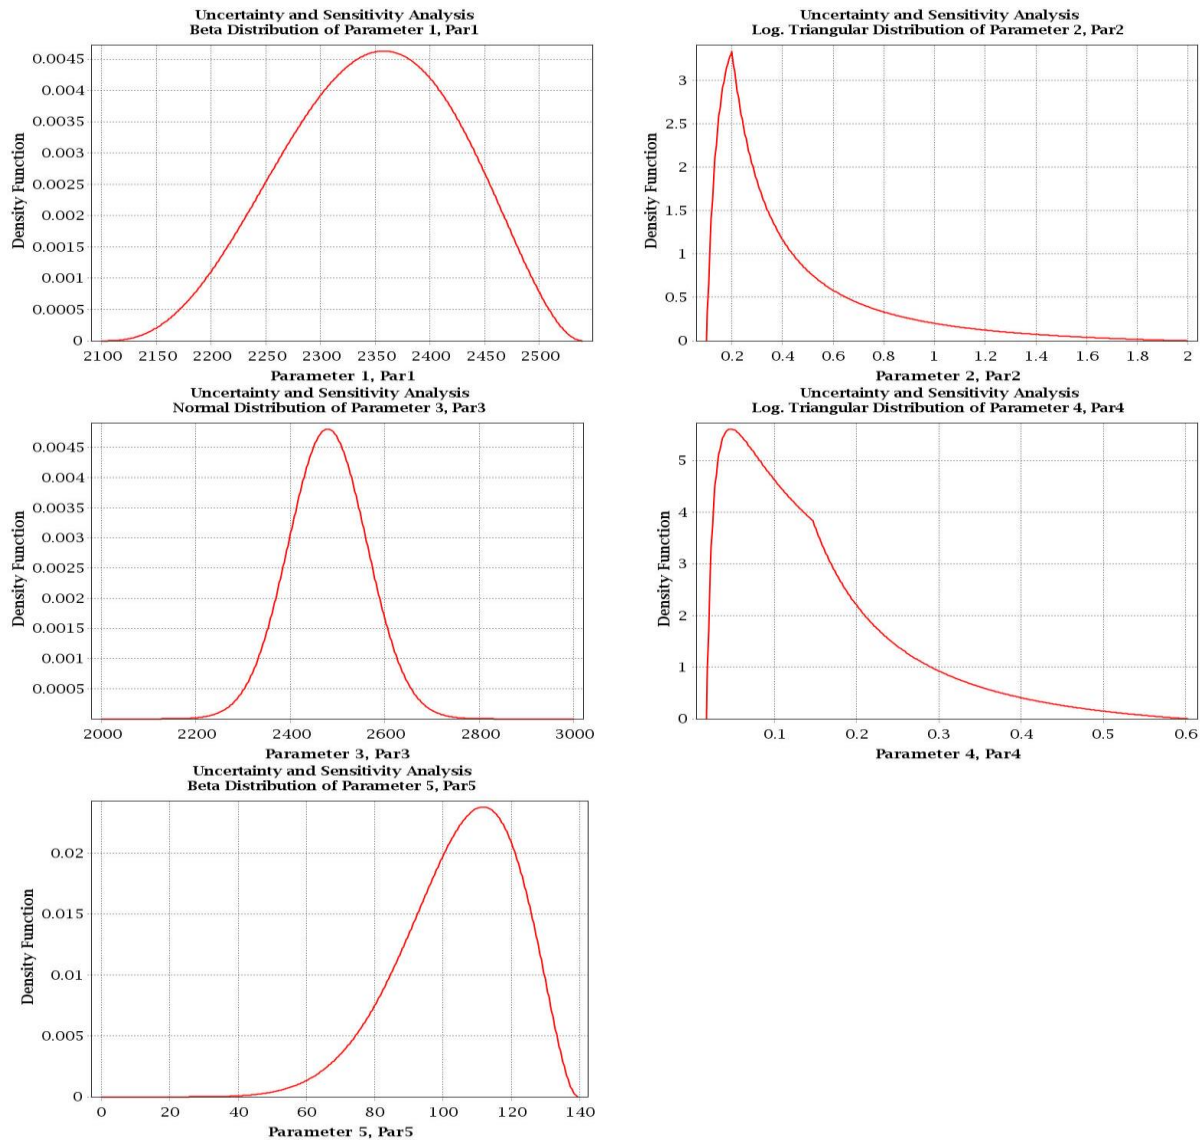 Uncertainty and Sensitivity Analysis
Beta Distribution of Parameter 1, Par1
Density Function
0.0045
0.004
0.0035
0.003
0.0025
0.002
0.0015
0.001
0.0005
0
2100 2150 2200 2250 2300 2350 2400 2450 2500
Parameter 1, Par1
Uncertainty and Sensitivity Analysis
Log. Triangular Distribution of Parameter 2, Par2
Density Function
3
2.5
2
1.5
1
0.5
0
0.2 0.4 0.6 0.8 1 1.2 1.4 1.6 1.8 2
Parameter 2, Par2
Uncertainty and Sensitivity Analysis
Normal Distribution of Parameter 3, Par3
Density Function
0.0045
0.004
0.0035
0.003
0.0025
0.002
0.0015
0.001
0.0005
2000 2200 2400 2600 2800 3000
Parameter 3, Par3
Uncertainty and Sensitivity Analysis
Log. Triangular Distribution of Parameter 4, Par4
Density Function
5
4
3
2
1
0
0.1 0.2 0.3 0.4 0.5 0.6
Parameter 4, Par4
Uncertainty and Sensitivity Analysis
Beta Distribution of Parameter 5, Par5
Density Function
0.02
0.015
0.01
0.005
0
0 20 40 60 80 100 120 140
Parameter 5, Par5